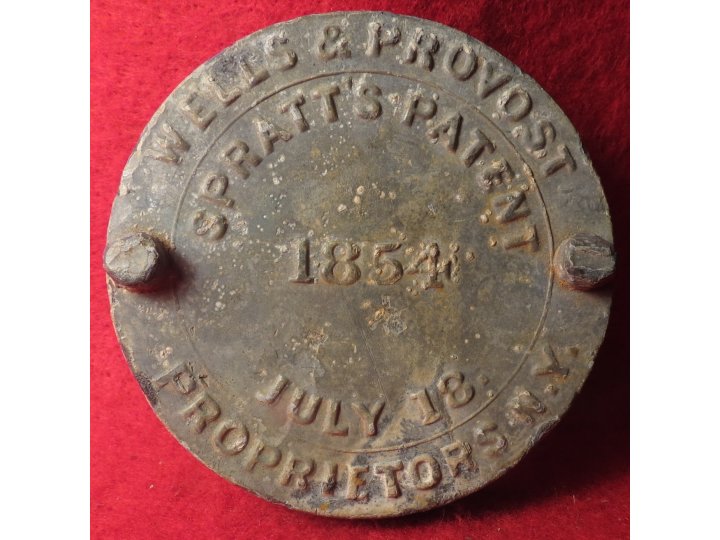 WELLS & PROVOST
SPRATT'S PATENT
1854
JULY 18.
PROPRIETORS. N.Y.